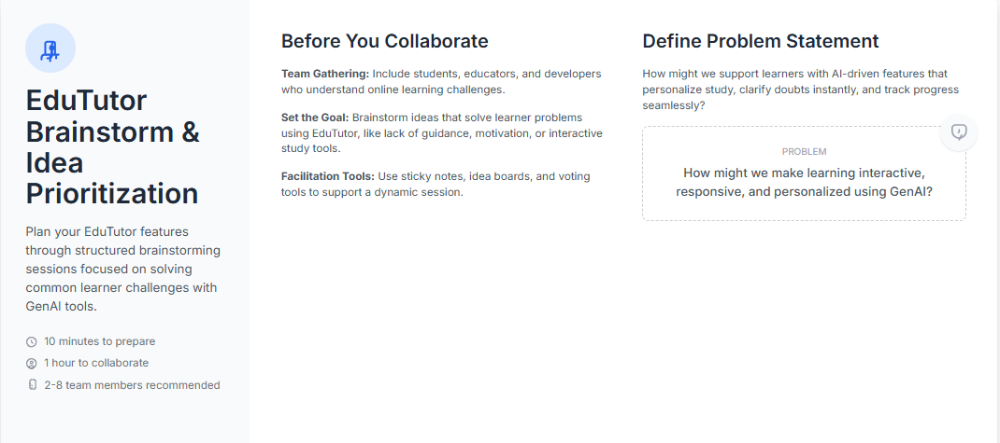 EduTutor
Brainstorm &
Idea
Prioritization
Plan your EduTutor features
through structured brainstorming
sessions focused on solving
common learner challenges with
GenAI tools.
10 minutes to prepare
1 hour to collaborate
2-8 team members recommended
Before You Collaborate
Team Gathering: Include students, educators, and developers
who understand online learning challenges.
Set the Goal: Brainstorm ideas that solve learner problems
using EduTutor, like lack of guidance, motivation, or interactive
study tools.
Facilitation Tools: Use sticky notes, idea boards, and voting
tools to support a dynamic session.
Define Problem Statement
How might we support learners with AI-driven features that
personalize study, clarify doubts instantly, and track progress
seamlessly?
PROBLEM
How might we make learning interactive,
responsive, and personalized using GenAI?